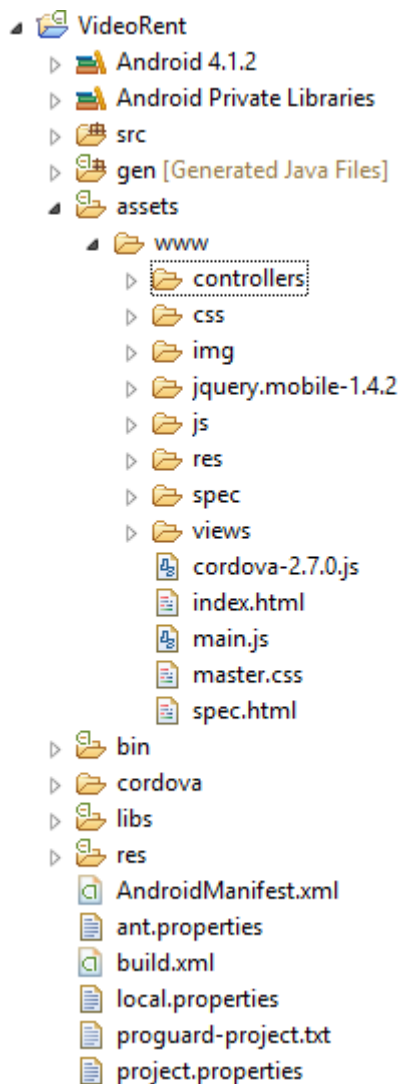 VideoRent
Android 4.1.2
Android Private Libraries
src
gen [Generated Java Files]
assets
www
controllers
css
img
jquery.mobile-1.4.2
js
res
spec
views
cordova-2.7.0.js
index.html
main.js
master.css
spec.html
bin
cordova
libs
res
AndroidManifest.xml
ant.properties
build.xml
local.properties
proguard-project.txt
project.properties